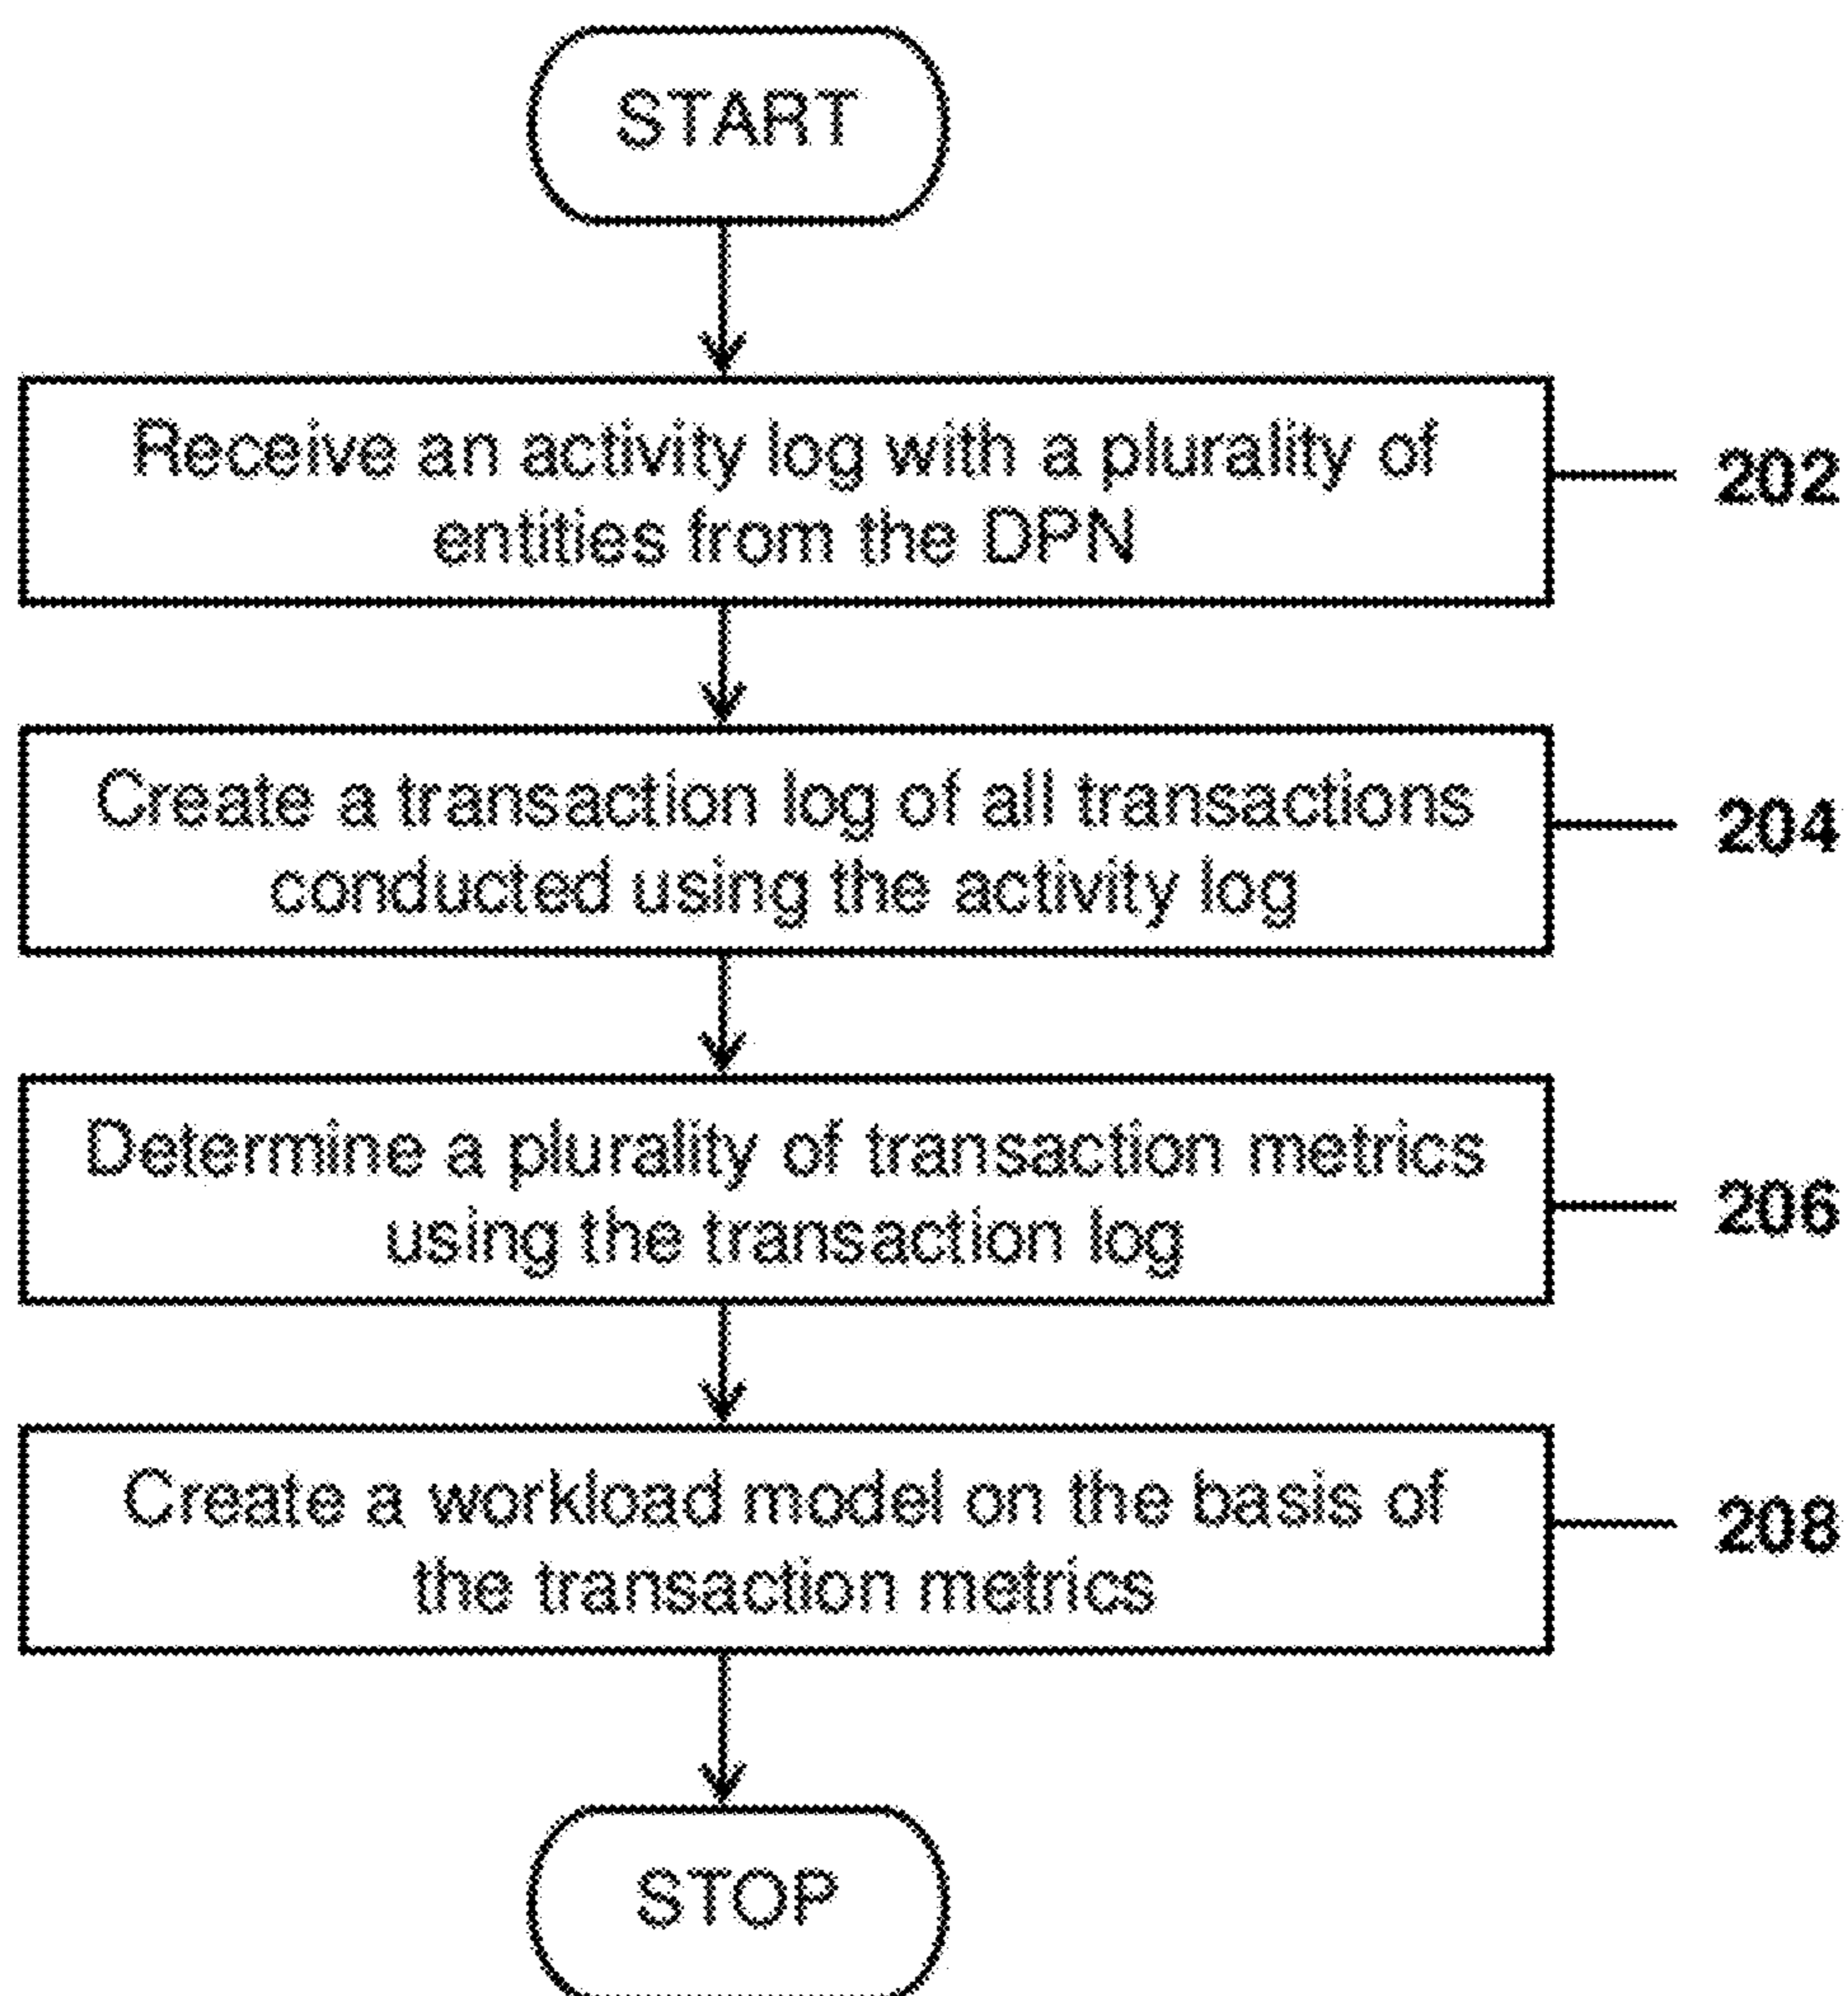 START
Receive an activity log with a plurality of
entities from the DPN
202
Create a transaction log of all transactions
conducted using the activity log
204
Determine a plurality of transaction metrics
using the transaction log
206
Create a workload model on the basis of
the transaction metrics
208
STOP